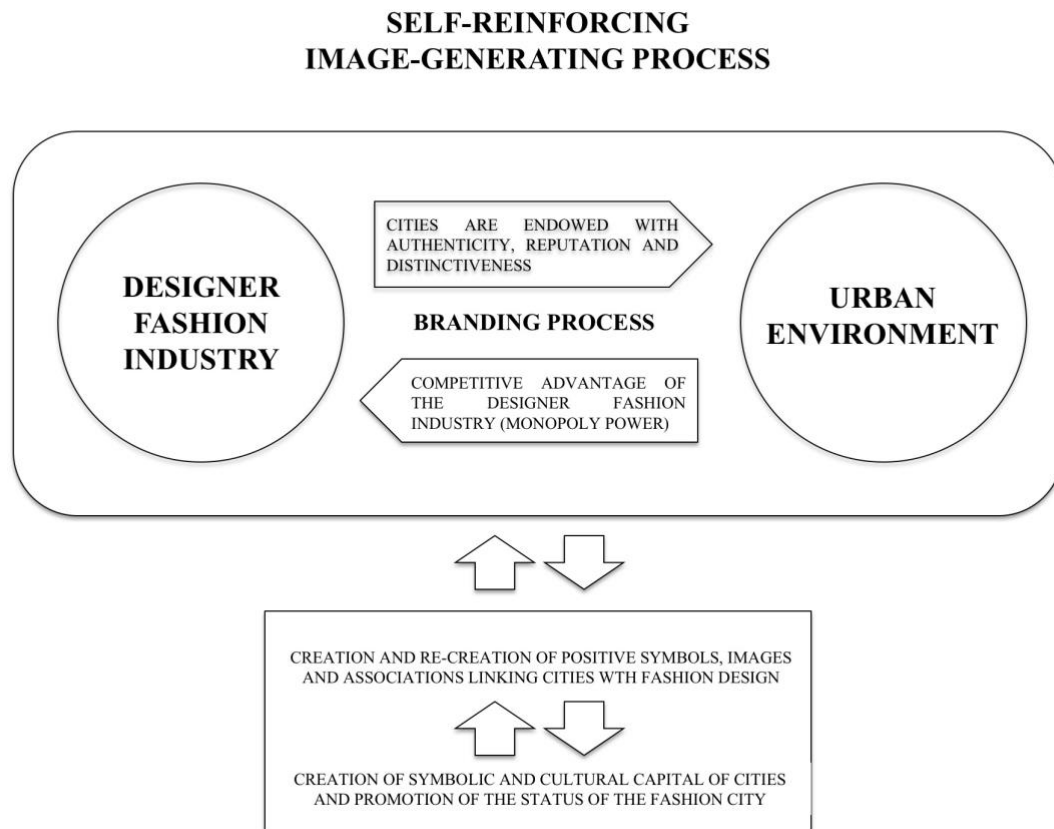 SELF-REINFORCING
IMAGE-GENERATING PROCESS
CITIES ARE ENDOWED WITH
AUTHENTICITY, REPUTATION AND
DISTINCTIVENESS
DESIGNER
FASHION
INDUSTRY
BRANDING PROCESS
URBAN
ENVIRONMENT
COMPETITIVE ADVANTAGE OF
THE DESIGNER FASHION
INDUSTRY (MONOPOLY POWER)
CREATION AND RE-CREATION OF POSITIVE SYMBOLS, IMAGES
AND ASSOCIATIONS LINKING CITIES WTH FASHION DESIGN
CREATION OF SYMBOLIC AND CULTURAL CAPITAL OF CITIES
AND PROMOTION OF THE STATUS OF THE FASHION CITY